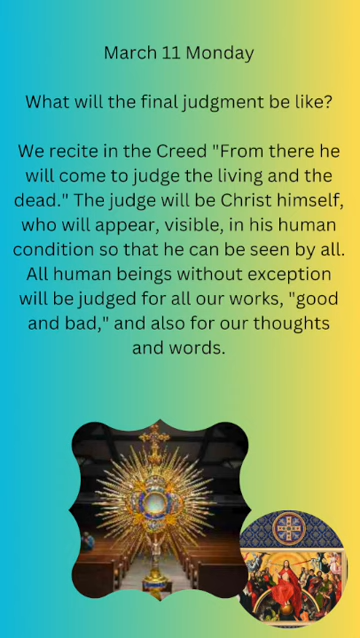 March 11 Monday
What will the final judgment be like?
We recite in the Creed "From there he
will come to judge the living and the
dead." The judge will be Christ himself,
who will appear, visible, in his human
condition so that he can be seen by all.
All human beings without exception
will be judged for all our works, "good
and bad," and also for our thoughts
and words.